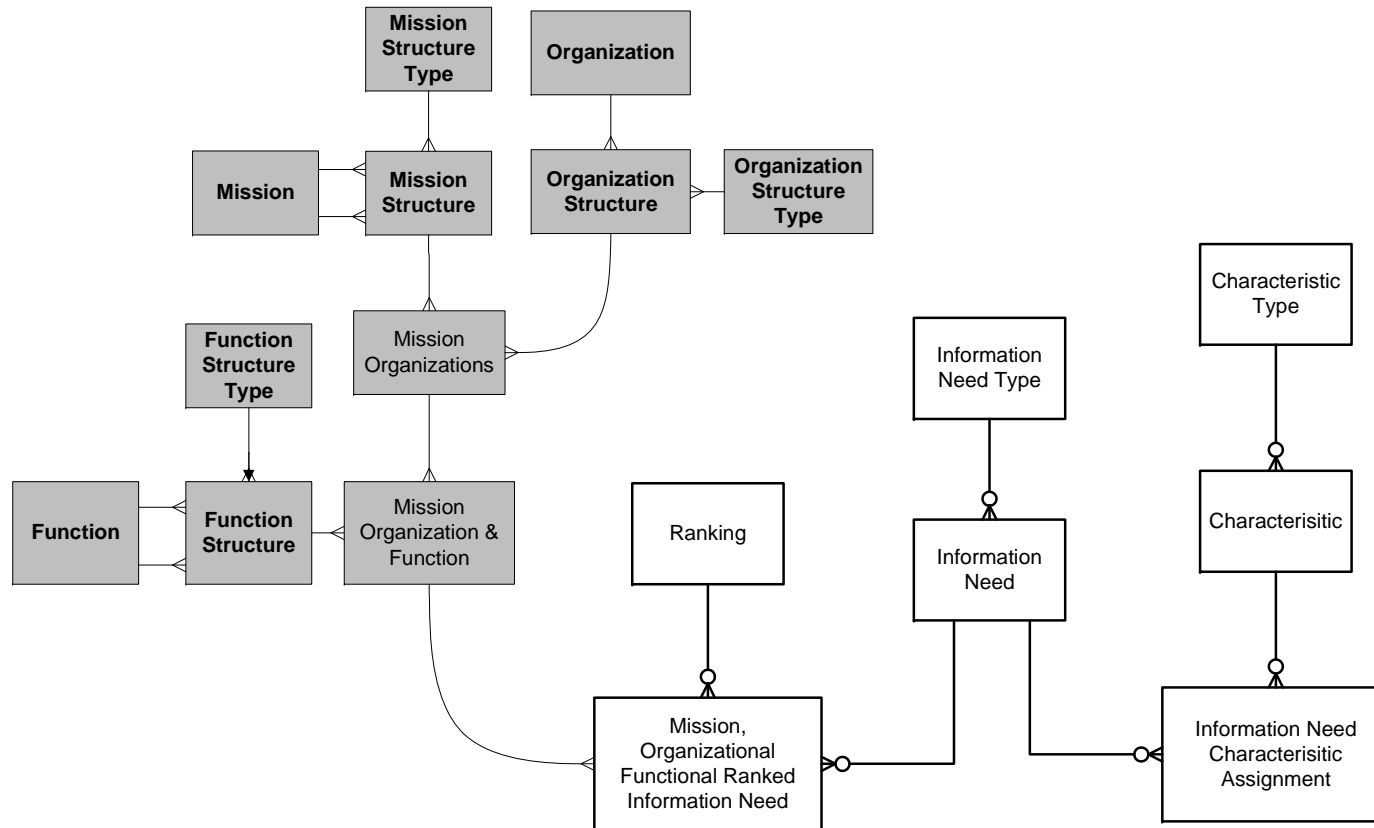 Mission
Structure
Type
Organization
Mission
Mission
Structure
Organization
Structure
Organization
Structure
Type
Characteristic
Type
Function
Structure
Type
Mission
Organizations
Information
Need Type
Function
Function
Structure
Mission
Organization &
Function
Ranking
Information
Need
Characterisitic
Mission,
Organizational
Functional Ranked
Information Need
Information Need
Characterisitic
Assignment